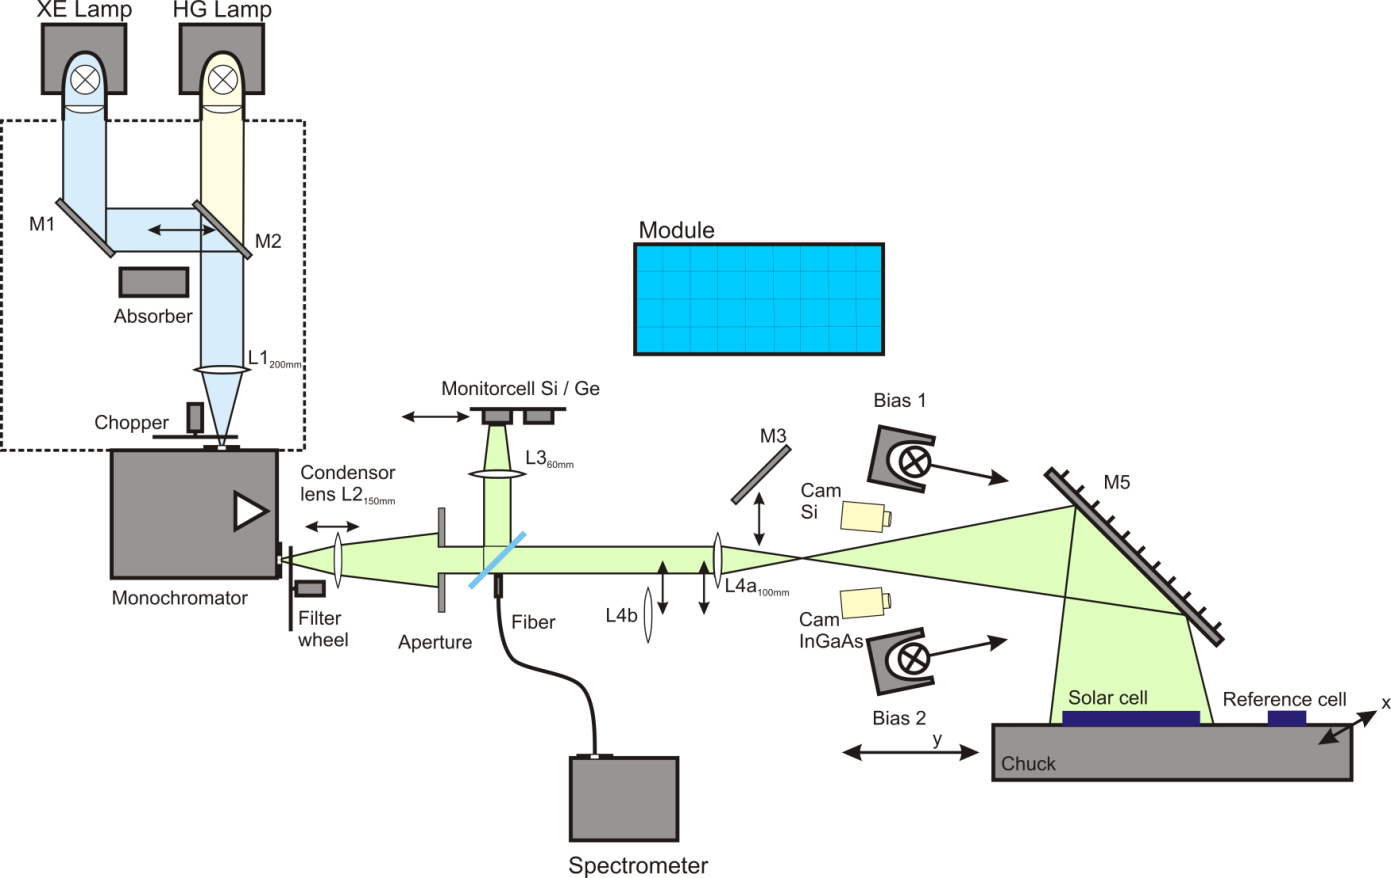 XE Lamp
HG Lamp
M1
M2
Absorber
L1200mm
Chopper
Monochromator
Condensor
lens L2150mm
Filter
wheel
Aperture
Monitorcell Si / Ge
L360mm
Fiber
Spectrometer
Module
L4b
L4a100mm
M3
Cam
Si
Cam
InGaAs
Bias 1
Bias 2
M5
Solar cell
Reference cell
x
y
Chuck